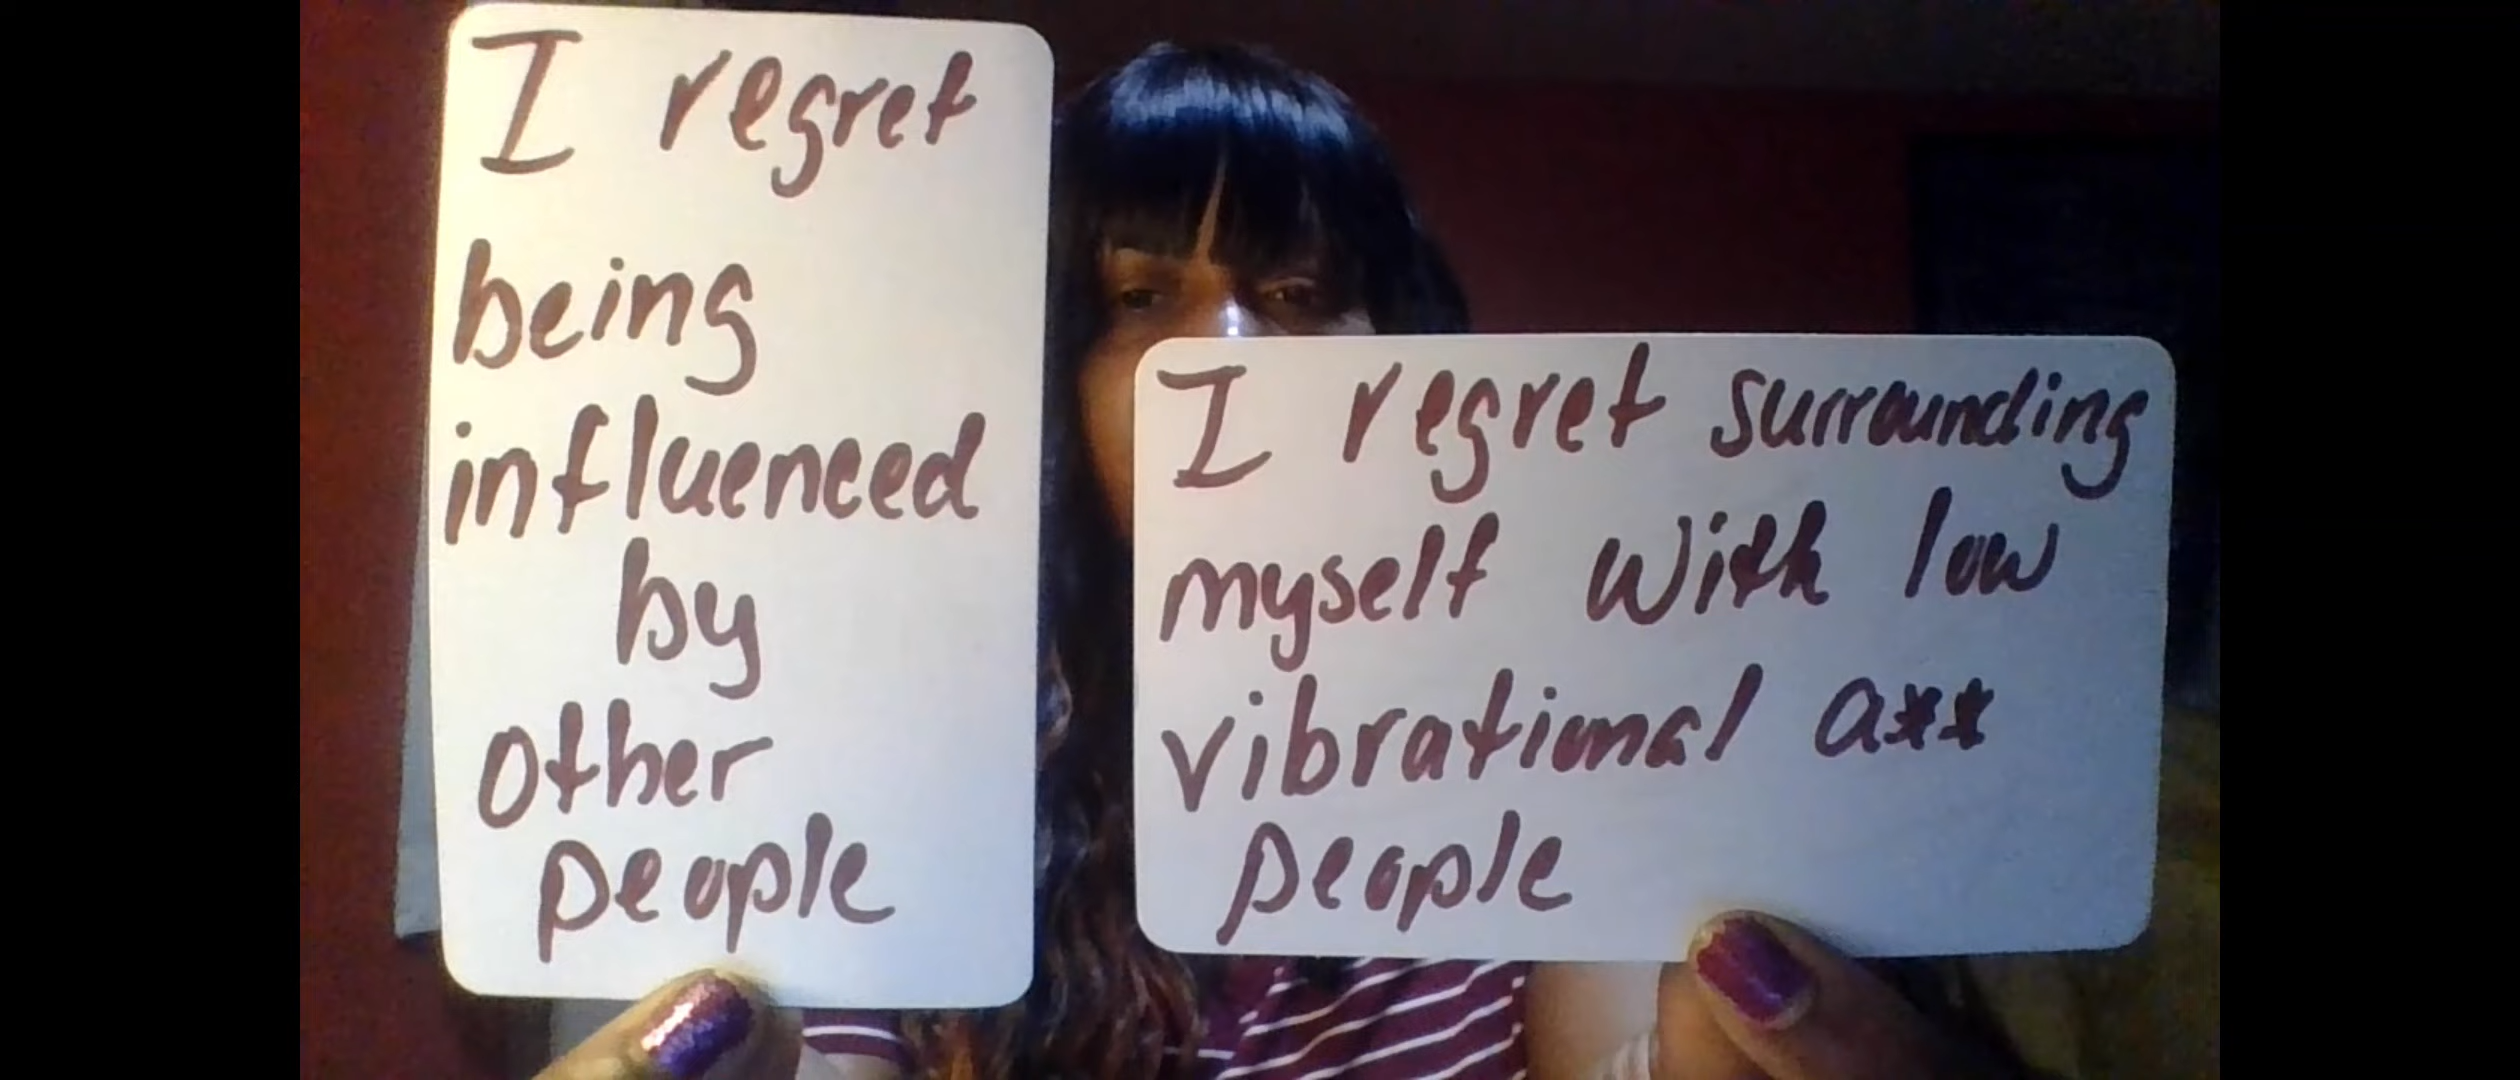 I regret
being
influenced
by
other
people
I regret surrounding
myself with low
vibrational a**
people